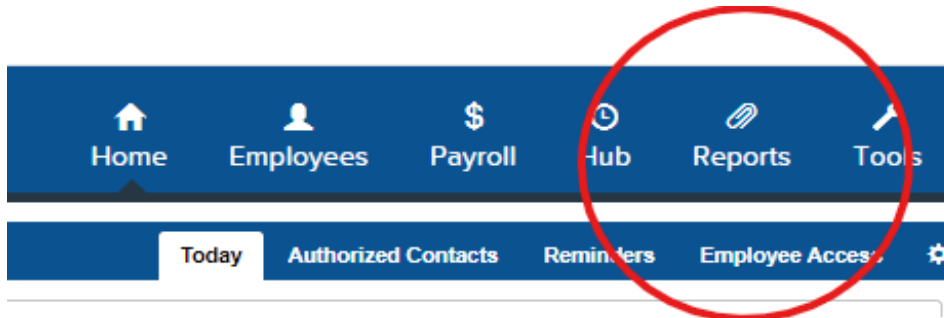 Home Employees $ Payroll Hub Reports Tools
Today Authorized Contacts Reminders Employee Access